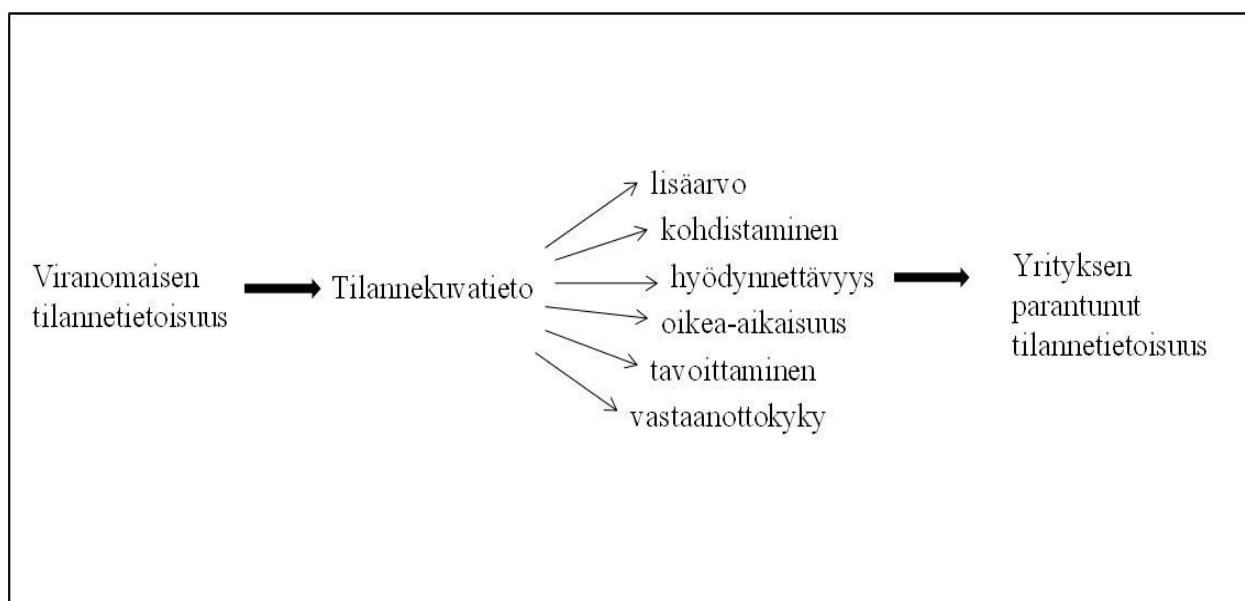 Viranomaisen
tilannetietoisuus
Tilannekuvatieto
lisäarvo
kohdistaminen
hyödynnettävyys
oikea-aikaisuus
tavoittaminen
vastaanottokyky
Yrityksen
parantunut
tilannetietoisuus